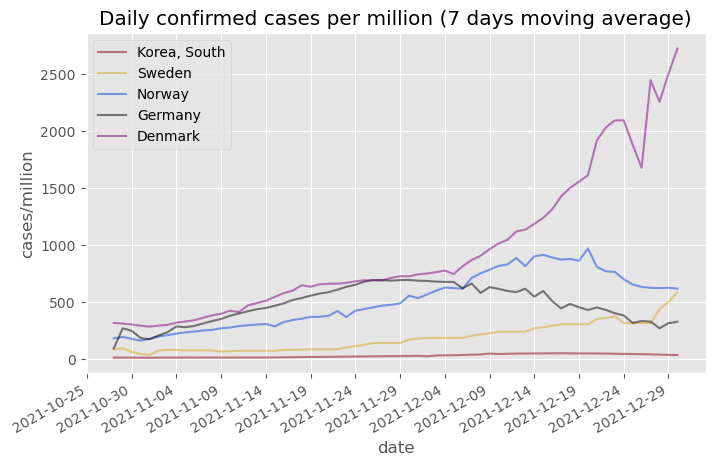 Daily confirmed cases per million (7 days moving average)
Korea, South
Sweden
Norway
Germany
Denmark
2500
2000
1500
1000
500
0
cases/million
2021-10-25
2021-10-30
2021-11-04
2021-11-09
2021-11-14
2021-11-19
2021-11-24
2021-11-29
2021-12-04
2021-12-09
2021-12-14
2021-12-19
2021-12-24
2021-12-29
date